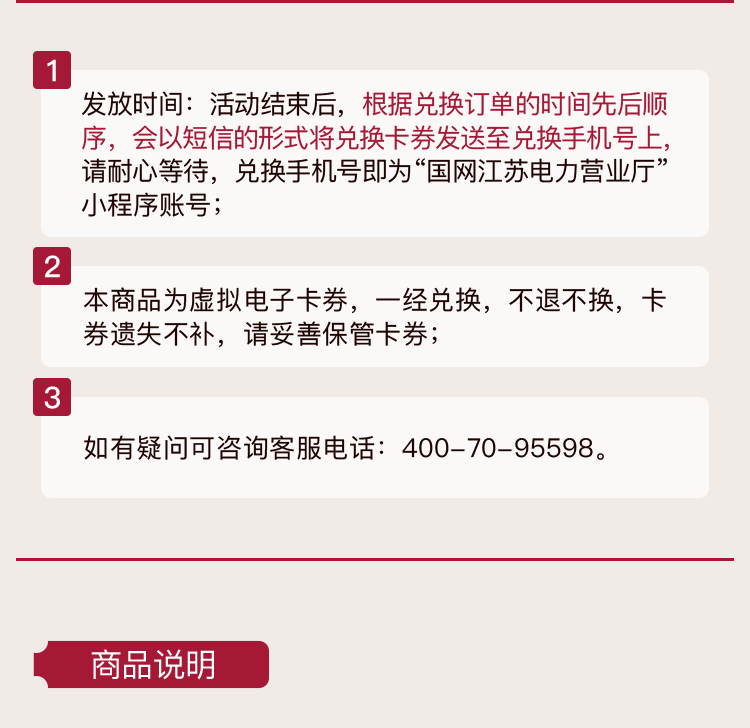 1
发放时间：活动结束后，根据兑换订单的时间先后顺
序，会以短信的形式将兑换卡券发送至兑换手机号上，
请耐心等待，兑换手机号即为“国网江苏电力营业厅”
小程序账号；
2
本商品为虚拟电子卡券，一经兑换，不退不换，卡
券遗失不补，请妥善保管卡券；
3
如有疑问可咨询客服电话：400-70-95598。
商品说明